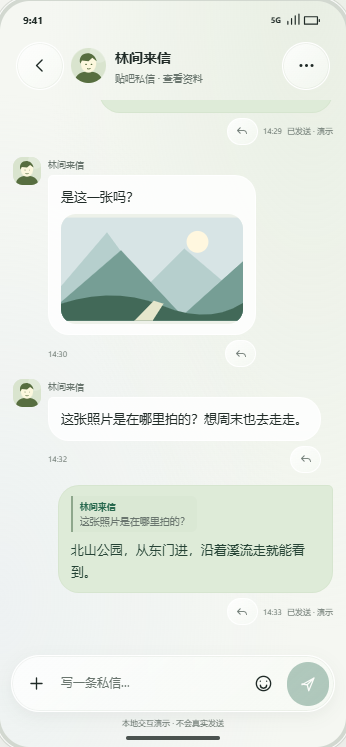 9:41
5G
林间来信
贴吧私信 · 查看资料
14:29 已发送 · 演示
林间来信
是这一张吗？
14:30
林间来信
这张照片是在哪里拍的？想周末也去走走。
14:32
林间来信
这张照片是在哪里拍的？
北山公园，从东门进，沿着溪流走就能看
到。
14:33 已发送 · 演示
写一条私信...
本地交互演示 · 不会真实发送